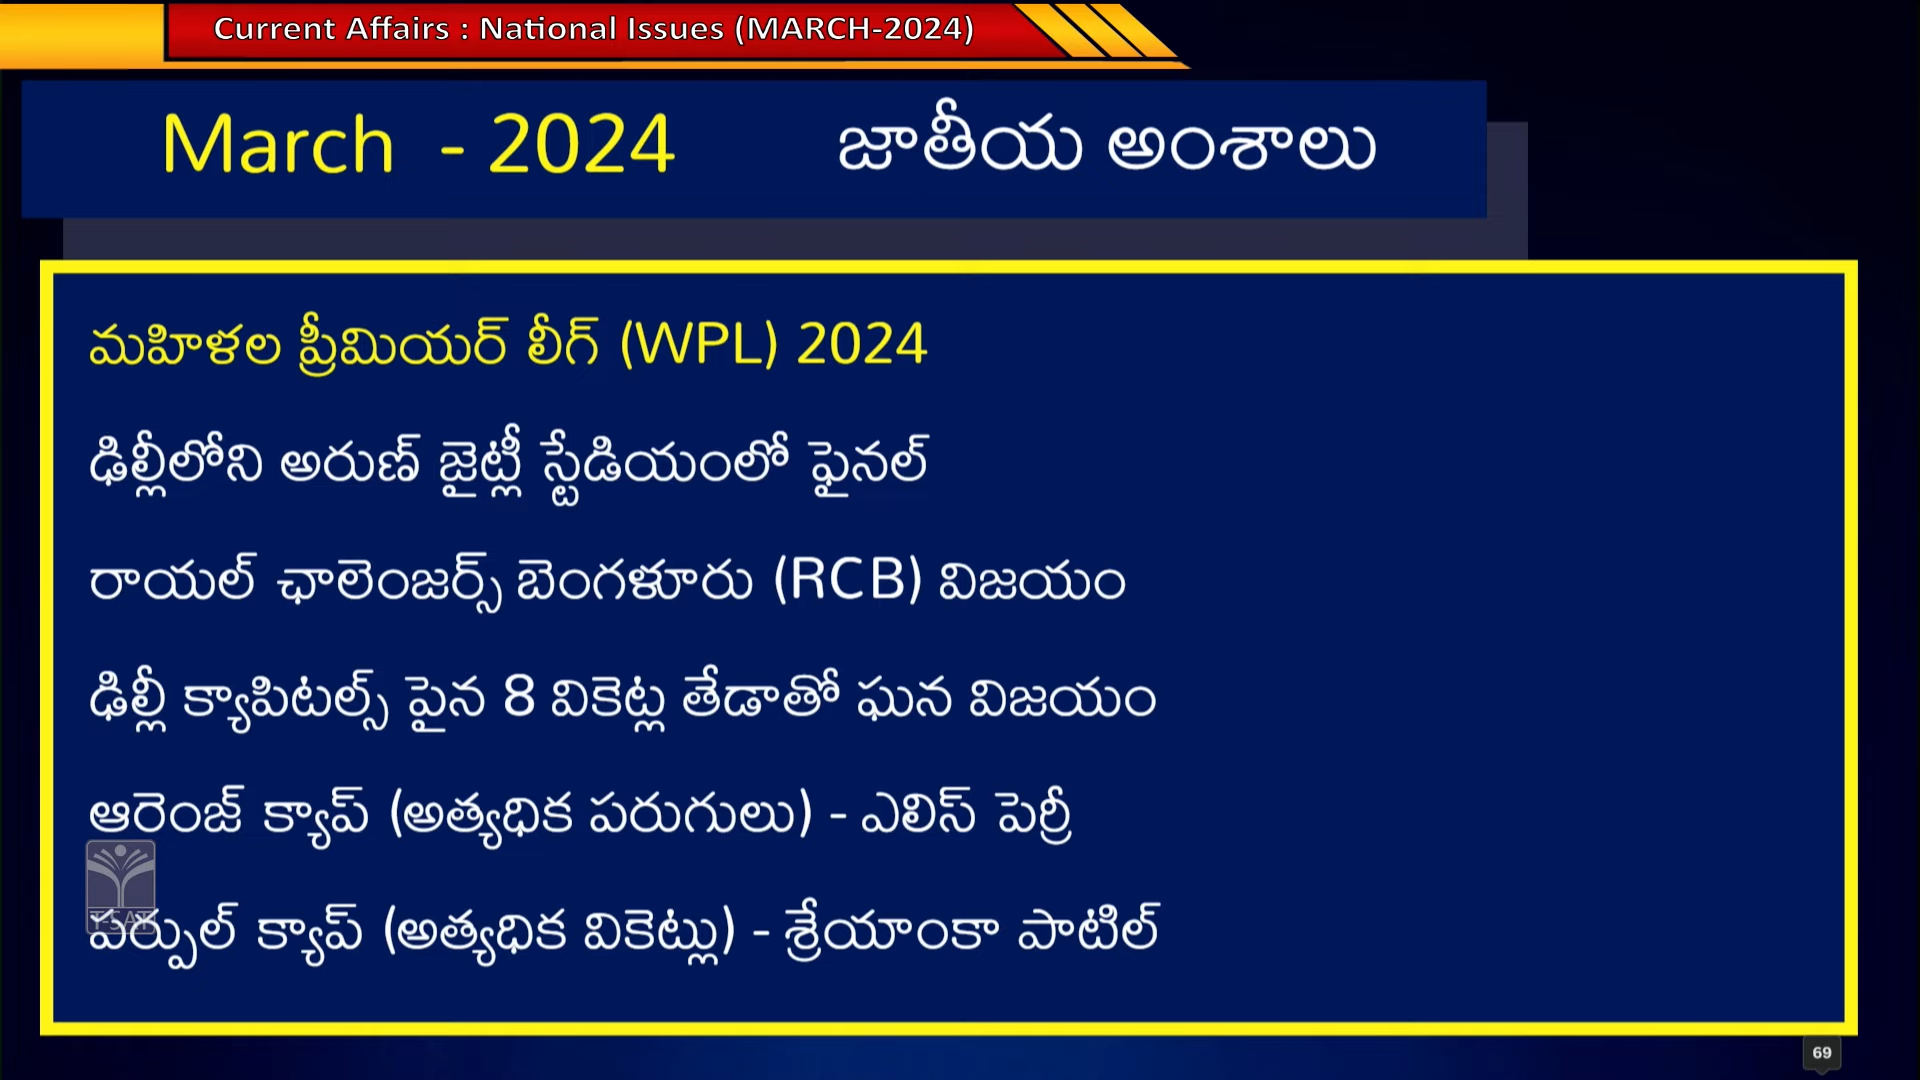 Current Affairs : National Issues (MARCH-2024)
March - 2024 జాతీయ అంశాలు
మహిళల ప్రీమియర్ లీగ్ (WPL) 2024
ఢిల్లీలోని అరుణ్ జైట్లీ స్టేడియంలో ఫైనల్
రాయల్ ఛాలెంజర్స్ బెంగళూరు (RCB) విజయం
ఢిల్లీ క్యాపిటల్స్ పైన 8 వికెట్ల తేడాతో ఘన విజయం
ఆరెంజ్ క్యాప్ (అత్యధిక పరుగులు) - ఎలిస్ పెర్రీ
T-SAT
పర్పుల్ క్యాప్ (అత్యధిక వికెట్లు) - శ్రేయాంకా పాటిల్
69